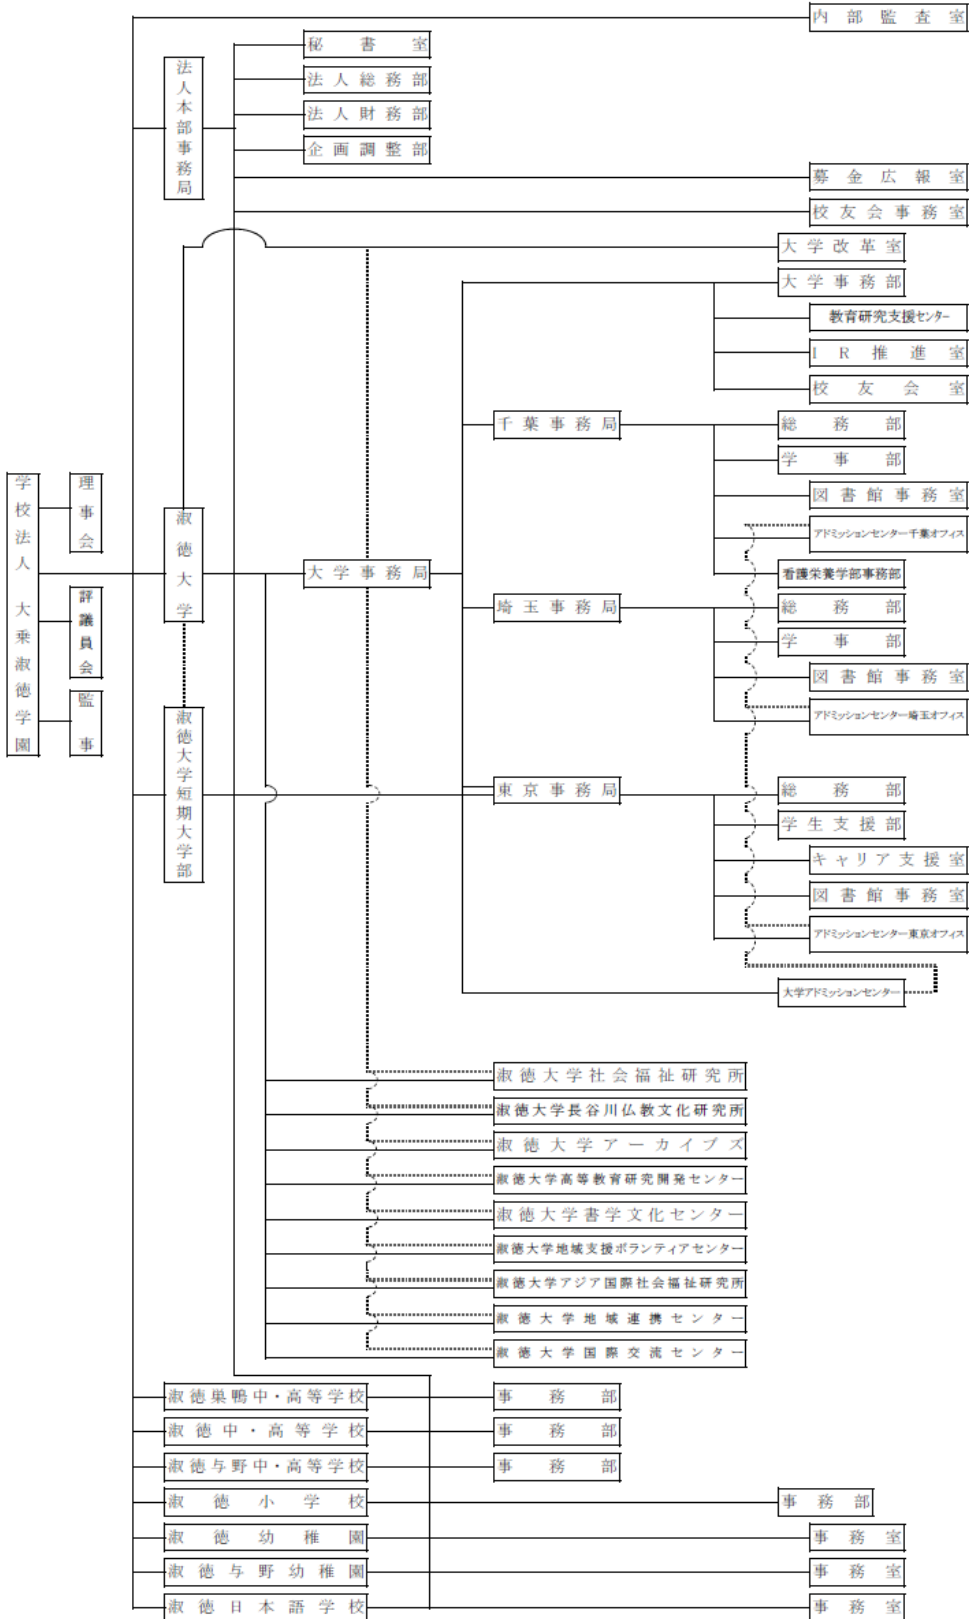 内部監査室
秘書室
法人本部事務局
法人総務部
法人財務部
企画調整部
募金広報室
校友会事務室
大学改革室
大学事務部
教育研究支援センター
IR推進室
校友会室
千葉事務局
総務部
学事部
図書館事務室
アドミッションセンター千葉オフィス
看護栄養学部事務部
学校法人 大乗淑徳学園
理事会
評議員会
監事
淑徳大学
大学事務局
埼玉事務局
総務部
学事部
図書館事務室
アドミッションセンター埼玉オフィス
淑徳大学短期大学部
東京事務局
総務部
学生支援部
キャリア支援室
図書館事務室
アドミッションセンター東京オフィス
大学アドミッションセンター
淑徳大学社会福祉研究所
淑徳大学長谷川仏教文化研究所
淑徳大学アーカイブズ
淑徳大学高等教育研究開発センター
淑徳大学書学文化センター
淑徳大学地域支援ボランティアセンター
淑徳大学アジア国際社会福祉研究所
淑徳大学地域連携センター
淑徳大学国際交流センター
淑徳巣鴨中・高等学校 事務部
淑徳中・高等学校 事務部
淑徳与野中・高等学校 事務部
淑徳小学校 事務部
淑徳幼稚園 事務室
淑徳与野幼稚園 事務室
淑徳日本語学校 事務室